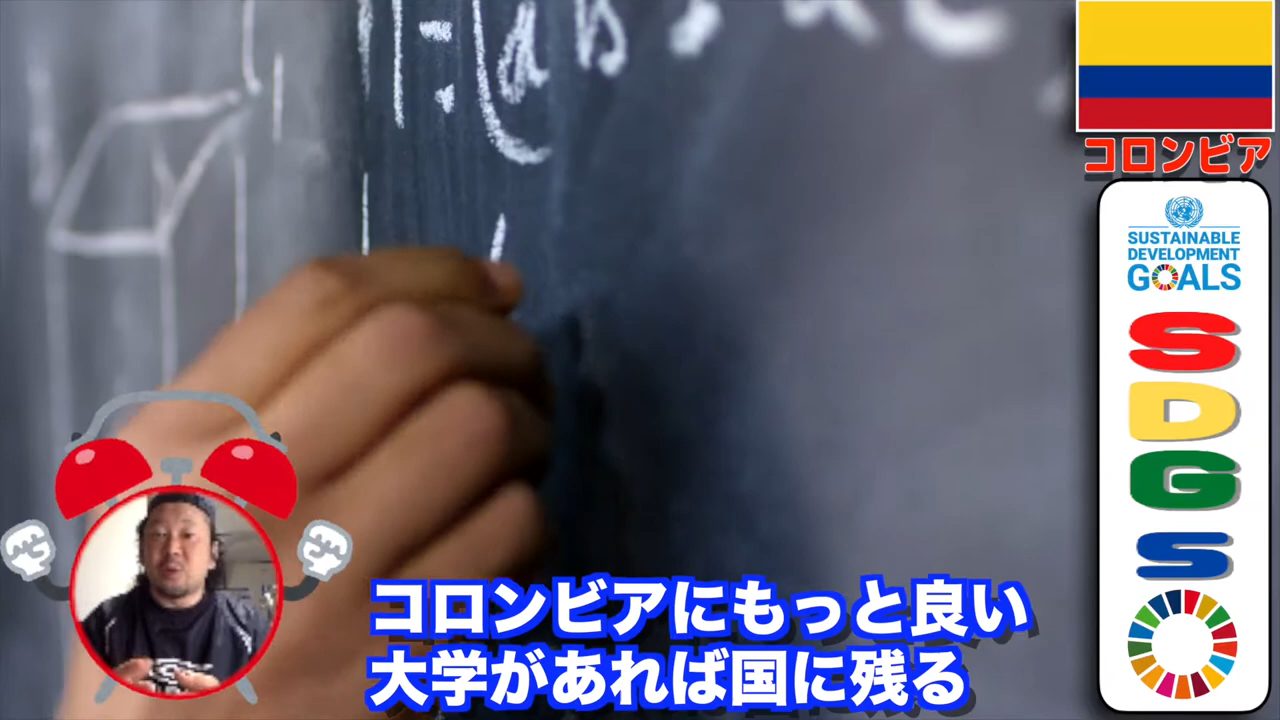 コロンビア
SUSTAINABLE
DEVELOPMENT
GOALS
S
D
G
S
コロンビアにもっと良い
大学があれば国に残る